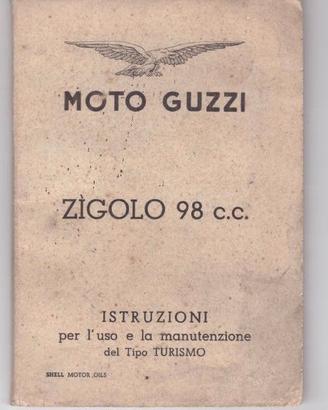 MOTO GUZZI
ZÌGOLO 98 c.c.
ISTRUZIONI
per l'uso e la manutenzione
del Tipo TURISMO
SHELL MOTOR OILS